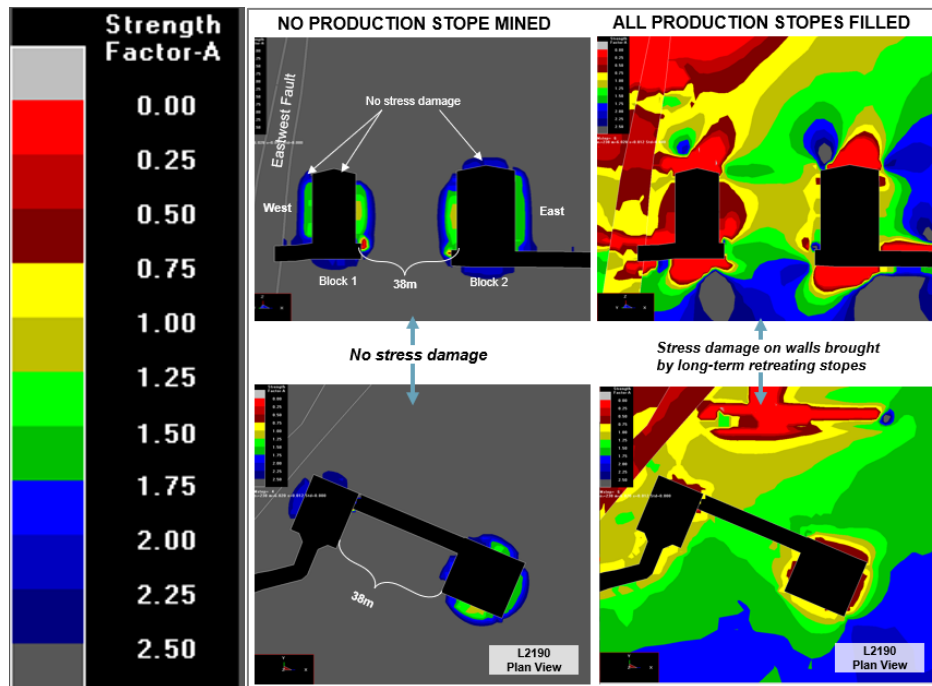 Strength
Factor-A
0.00
0.25
0.50
0.75
1.00
1.25
1.50
1.75
2.00
2.25
2.50
NO PRODUCTION STOPE MINED
Eastwest Fault
No stress damage
West
East
Block 1
38m
Block 2
No stress damage
38m
L2190
Plan View
ALL PRODUCTION STOPES FILLED
Stress damage on walls brought
by long-term retreating stopes
L2190
Plan View